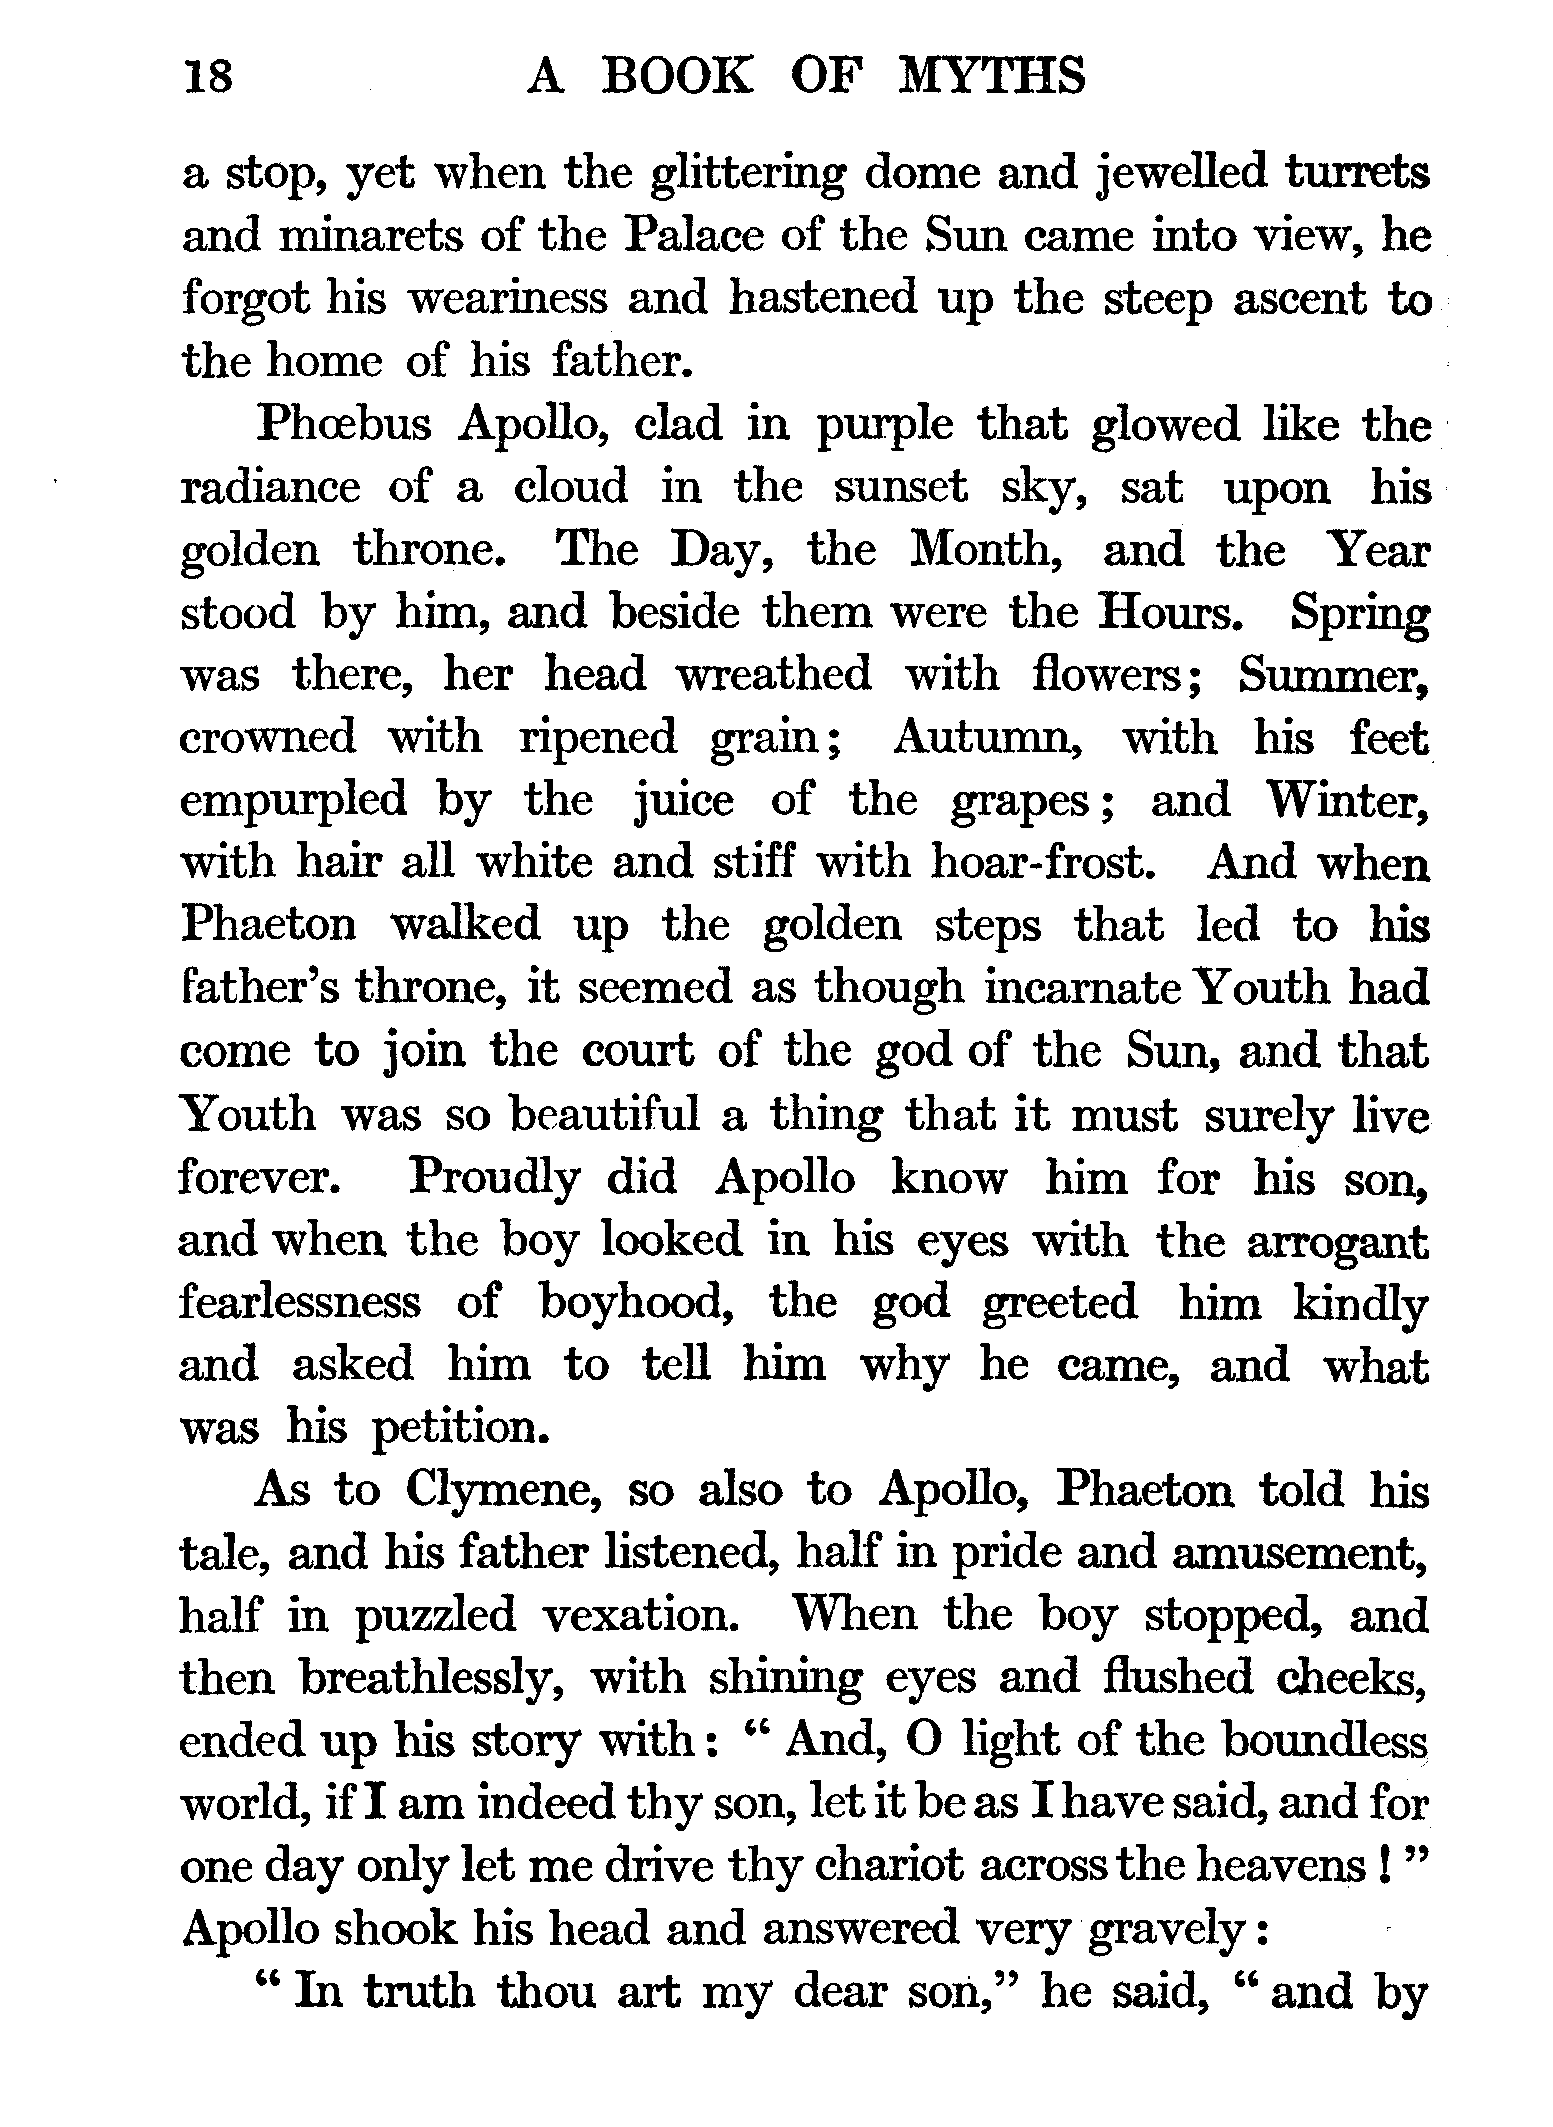 18 A BOOK OF MYTHS
a stop, yet when the glittering dome and jewelled turrets
and minarets of the Palace of the Sun came into view, he
forgot his weariness and hastened up the steep ascent to
the home of his father.
Phœbus Apollo, clad in purple that glowed like the
radiance of a cloud in the sunset sky, sat upon his
golden throne. The Day, the Month, and the Year
stood by him, and beside them were the Hours. Spring
was there, her head wreathed with flowers; Summer,
crowned with ripened grain; Autumn, with his feet
empurpled by the juice of the grapes; and Winter,
with hair all white and stiff with hoar-frost. And when
Phaeton walked up the golden steps that led to his
father's throne, it seemed as though incarnate Youth had
come to join the court of the god of the Sun, and that
Youth was so beautiful a thing that it must surely live
forever. Proudly did Apollo know him for his son,
and when the boy looked in his eyes with the arrogant
fearlessness of boyhood, the god greeted him kindly
and asked him to tell him why he came, and what
was his petition.
As to Clymene, so also to Apollo, Phaeton told his
tale, and his father listened, half in pride and amusement,
half in puzzled vexation. When the boy stopped, and
then breathlessly, with shining eyes and flushed cheeks,
ended up his story with: “ And, O light of the boundless
world, if I am indeed thy son, let it be as I have said, and for
one day only let me drive thy chariot across the heavens ! ”
Apollo shook his head and answered very gravely :
“ In truth thou art my dear son,” he said, “ and by